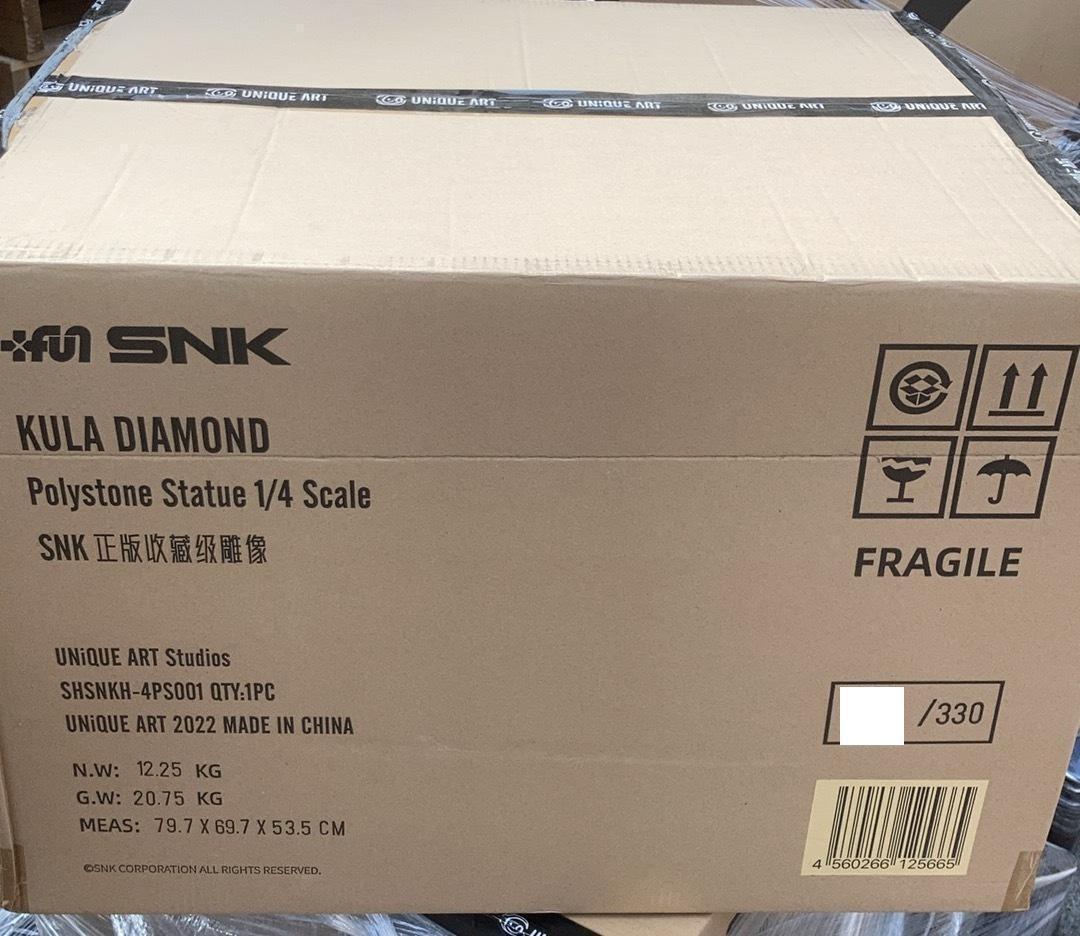 UNiQUE ART UNiQUE ART UNiQUE ART UNiQUE ART UNiQUE ART UNiQUE ART
fun SNK
KULA DIAMOND
Polystone Statue 1/4 Scale
SNK 正版收藏级雕像
FRAGILE
UNiQUE ART Studios
SHSNKH-4PS001 QTY:1PC
UNiQUE ART 2022 MADE IN CHINA
/330
N.W: 12.25 KG
G.W: 20.75 KG
MEAS: 79.7 X 69.7 X 53.5 CM
4 560266 125665
©SNK CORPORATION ALL RIGHTS RESERVED.